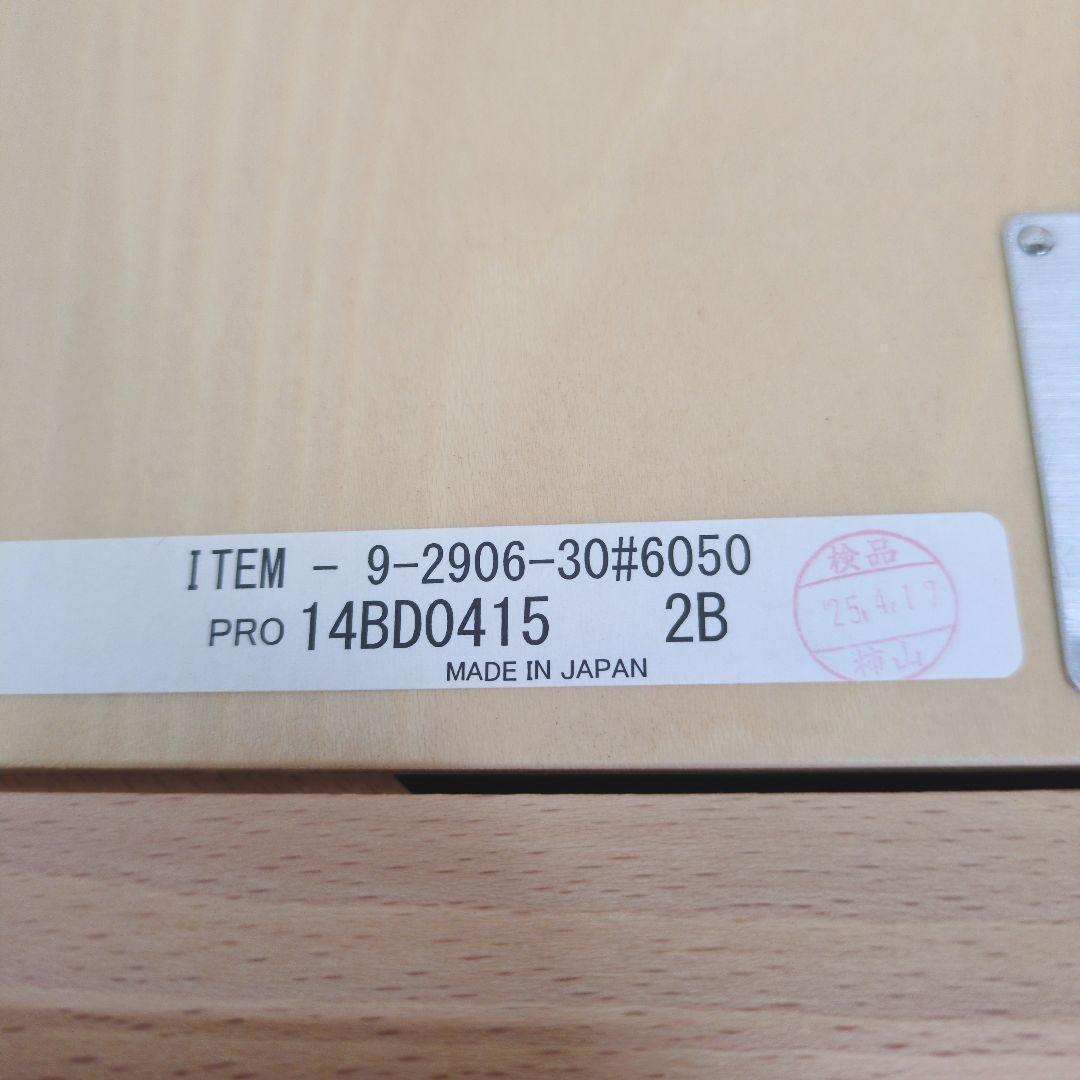 ITEM - 9-2906-30#6050
PRO 14BD0415 2B
MADE IN JAPAN
検品
'25.4.17
柿山